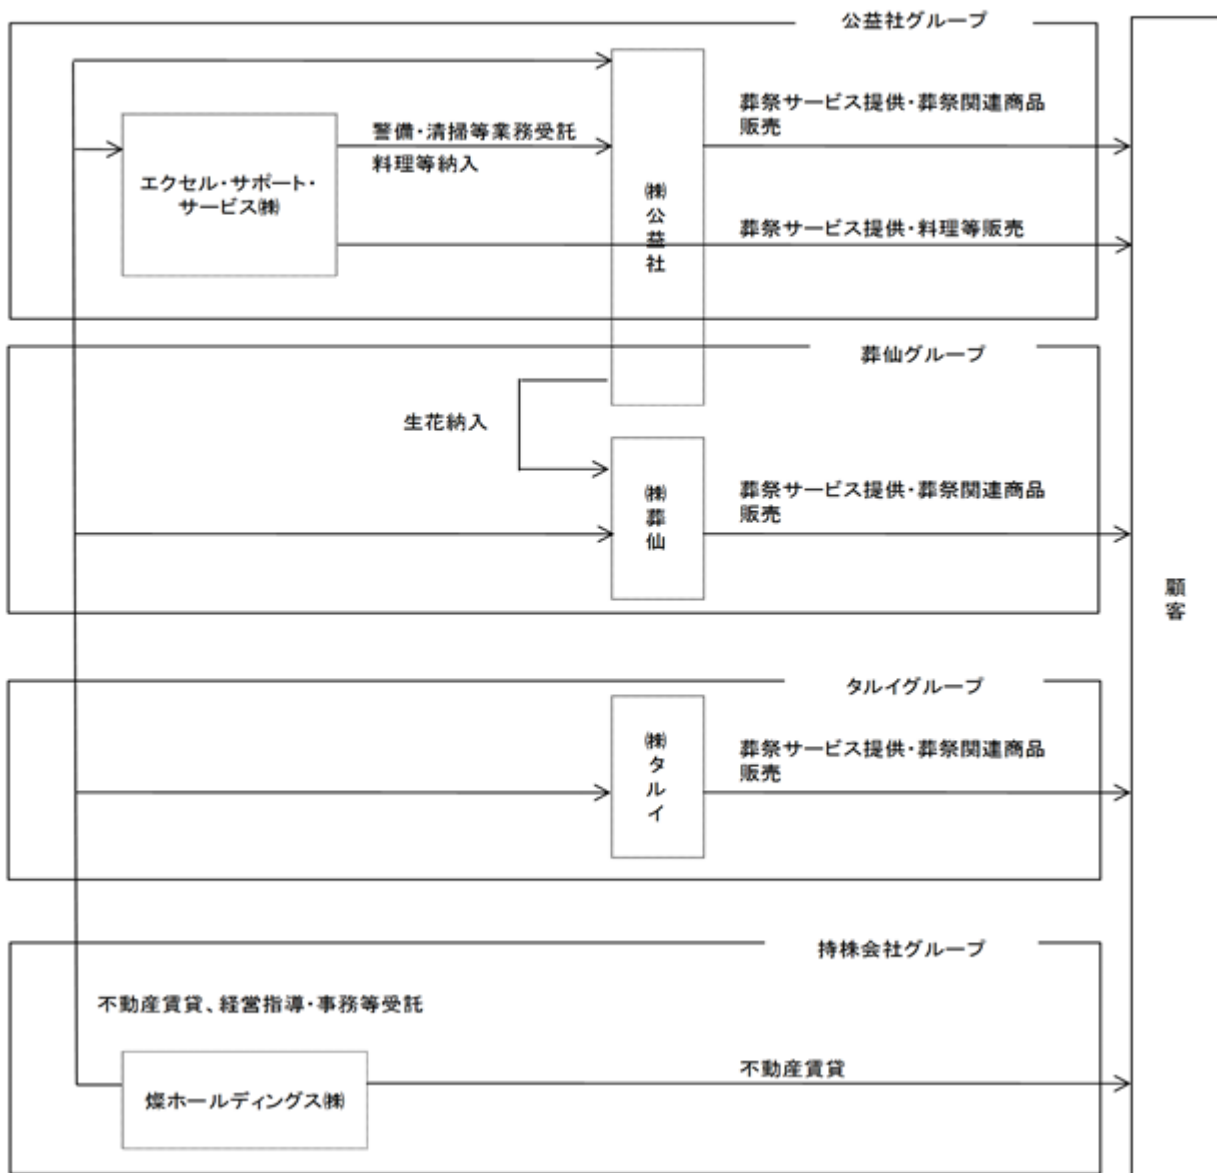 公益社グループ
葬祭サービス提供・葬祭関連商品
販売
警備・清掃等業務受託
料理等納入
エクセル・サポート・
サービス㈱
㈱公益社
葬祭サービス提供・料理等販売
葬仙グループ
生花納入
㈱葬仙
葬祭サービス提供・葬祭関連商品
販売
顧客
タルイグループ
㈱タルイ
葬祭サービス提供・葬祭関連商品
販売
持株会社グループ
不動産賃貸、経営指導・事務等受託
不動産賃貸
燦ホールディングス㈱